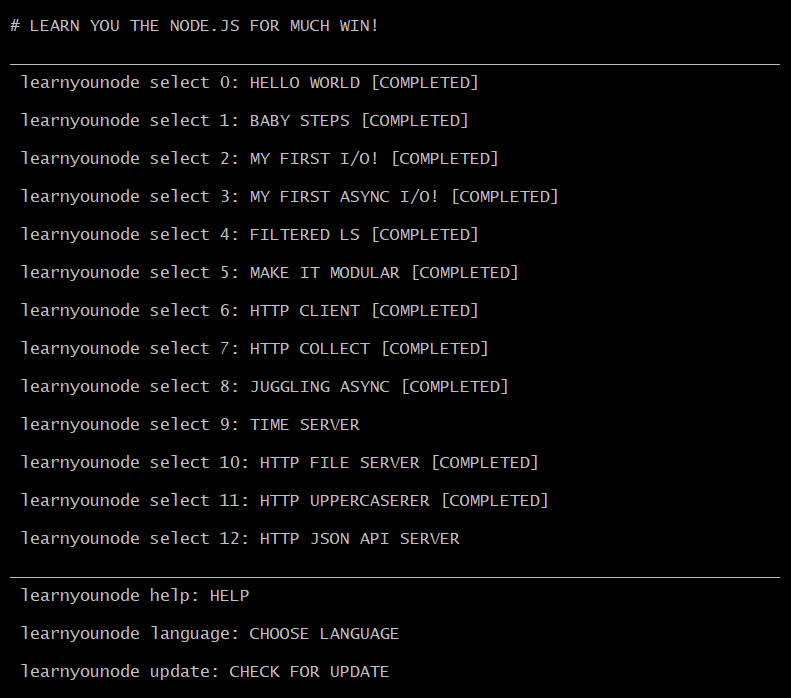 # LEARN YOU THE NODE.JS FOR MUCH WIN!
learnyounode select 0: HELLO WORLD [COMPLETED]
learnyounode select 1: BABY STEPS [COMPLETED]
learnyounode select 2: MY FIRST I/O! [COMPLETED]
learnyounode select 3: MY FIRST ASYNC I/O! [COMPLETED]
learnyounode select 4: FILTERED LS [COMPLETED]
learnyounode select 5: MAKE IT MODULAR [COMPLETED]
learnyounode select 6: HTTP CLIENT [COMPLETED]
learnyounode select 7: HTTP COLLECT [COMPLETED]
learnyounode select 8: JUGGLING ASYNC [COMPLETED]
learnyounode select 9: TIME SERVER
learnyounode select 10: HTTP FILE SERVER [COMPLETED]
learnyounode select 11: HTTP UPPERCASERER [COMPLETED]
learnyounode select 12: HTTP JSON API SERVER
learnyounode help: HELP
learnyounode language: CHOOSE LANGUAGE
learnyounode update: CHECK FOR UPDATE